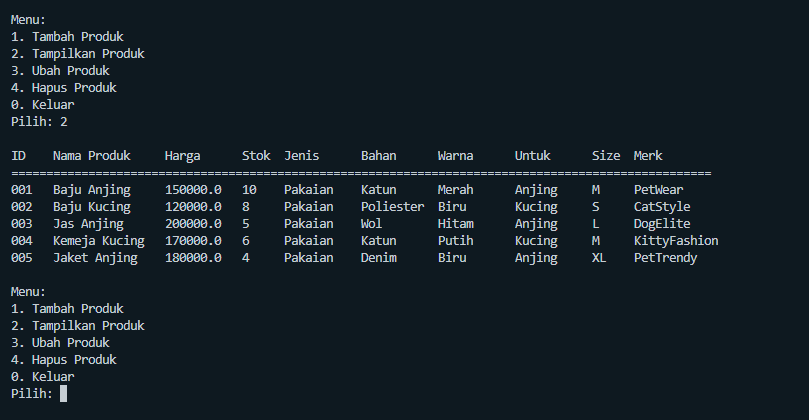 Menu:
1. Tambah Produk
2. Tampilkan Produk
3. Ubah Produk
4. Hapus Produk
0. Keluar
Pilih: 2
ID   Nama Produk     Harga      Stok  Jenis      Bahan      Warna      Untuk      Size  Merk
====================================================================================================
001  Baju Anjing     150000.0   10    Pakaian    Katun      Merah      Anjing     M     PetWear
002  Baju Kucing     120000.0   8     Pakaian    Poliester  Biru       Kucing     S     CatStyle
003  Jas Anjing      200000.0   5     Pakaian    Wol        Hitam      Anjing     L     DogElite
004  Kemeja Kucing   170000.0   6     Pakaian    Katun      Putih      Kucing     M     KittyFashion
005  Jaket Anjing    180000.0   4     Pakaian    Denim      Biru       Anjing     XL    PetTrendy
Menu:
1. Tambah Produk
2. Tampilkan Produk
3. Ubah Produk
4. Hapus Produk
0. Keluar
Pilih: